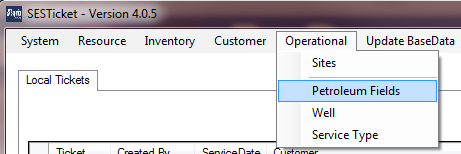 SESTicket - Version 4.0.5
System Resource Inventory Customer Operational Update BaseData
Sites
Local Tickets
Petroleum Fields
Well
Service Type
Ticket Created By ServiceDate Customer